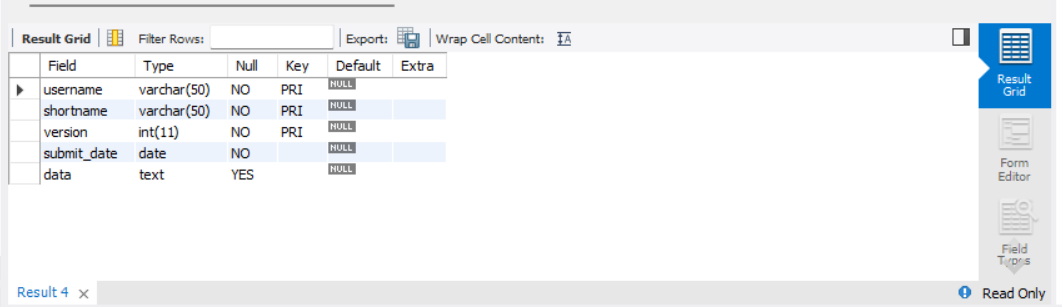 Result Grid Filter Rows: Export: Wrap Cell Content: IA
Field Type Null Key Default Extra
username varchar(50) NO PRI NULL
shortname varchar(50) NO PRI NULL
version int(11) NO PRI NULL
submit_date date NO NULL
data text YES NULL
Result
Grid
Form
Editor
Field
Types
Result 4 × Read Only